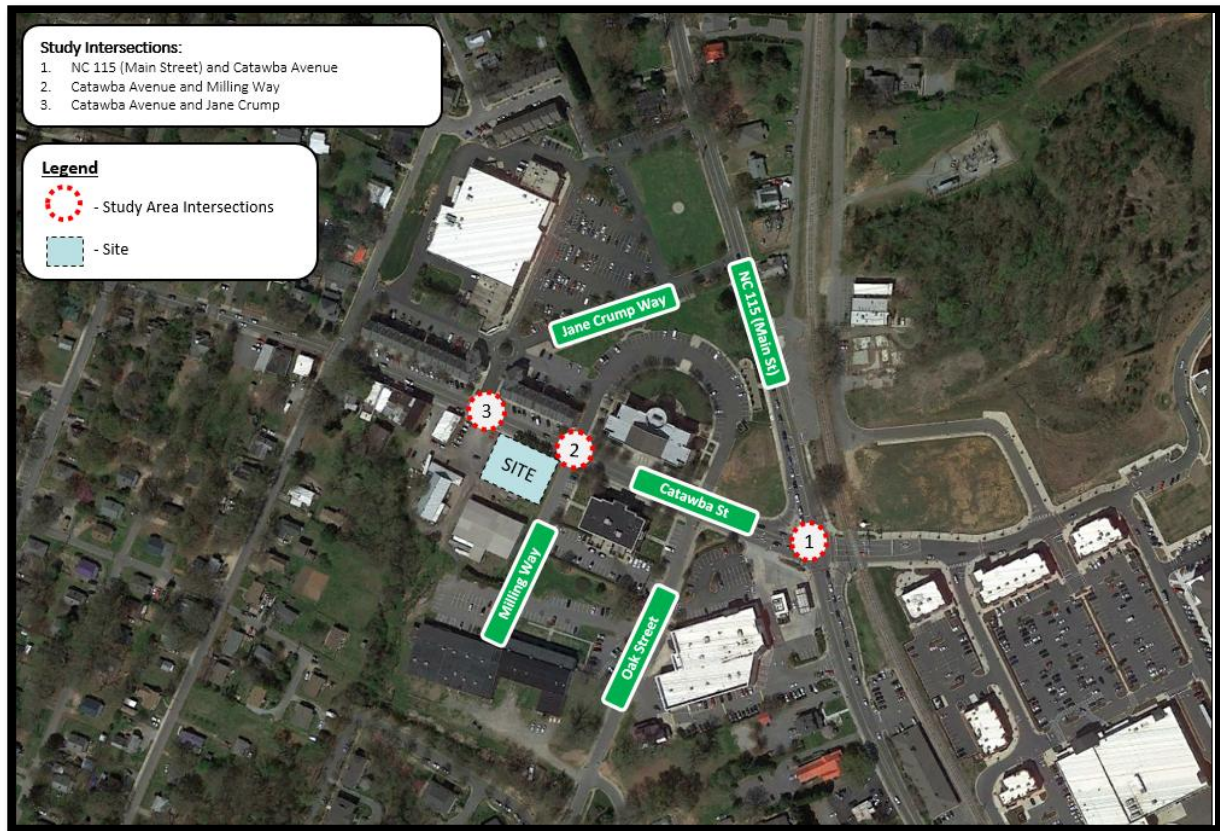 Study Intersections:
1. NC 115 (Main Street) and Catawba Avenue
2. Catawba Avenue and Milling Way
3. Catawba Avenue and Jane Crump
Legend
- Study Area Intersections
- Site
Jane Crump Way
NC 115 (Main St)
3
2
SITE
Catawba St
1
Milling Way
Oak Street